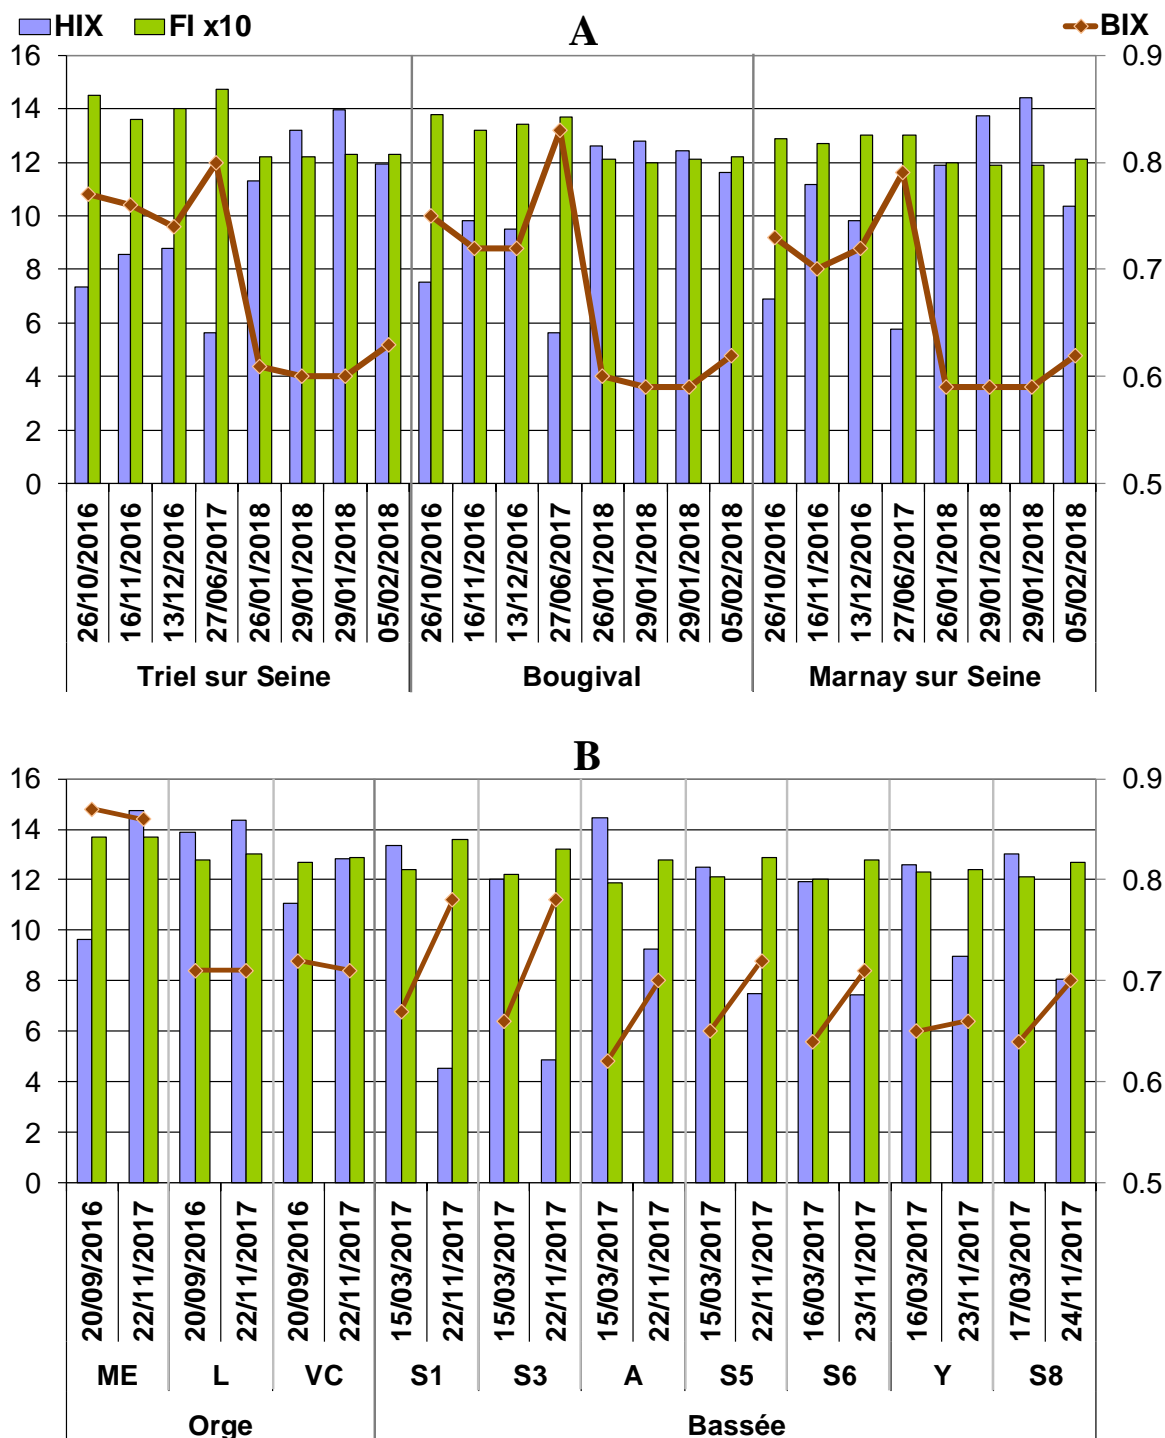 HIX FI x10 A BIX
16 0.9
14
12 0.8
10
8 0.7
6
4 0.6
2
0 0.5
26/10/2016 16/11/2016 13/12/2016 27/06/2017 26/01/2018 29/01/2018 29/01/2018 05/02/2018 26/10/2016 16/11/2016 13/12/2016 27/06/2017 26/01/2018 29/01/2018 29/01/2018 05/02/2018 26/10/2016 16/11/2016 13/12/2016 27/06/2017 26/01/2018 29/01/2018 29/01/2018 05/02/2018
Triel sur Seine Bougival Marnay sur Seine
B
16 0.9
14
12 0.8
10
8 0.7
6
4 0.6
2
0 0.5
20/09/2016 22/11/2017 20/09/2016 22/11/2017 20/09/2016 22/11/2017 15/03/2017 22/11/2017 15/03/2017 22/11/2017 15/03/2017 22/11/2017 15/03/2017 22/11/2017 16/03/2017 23/11/2017 16/03/2017 23/11/2017 17/03/2017 24/11/2017
ME L VC S1 S3 A S5 S6 Y S8
Orge Bassée